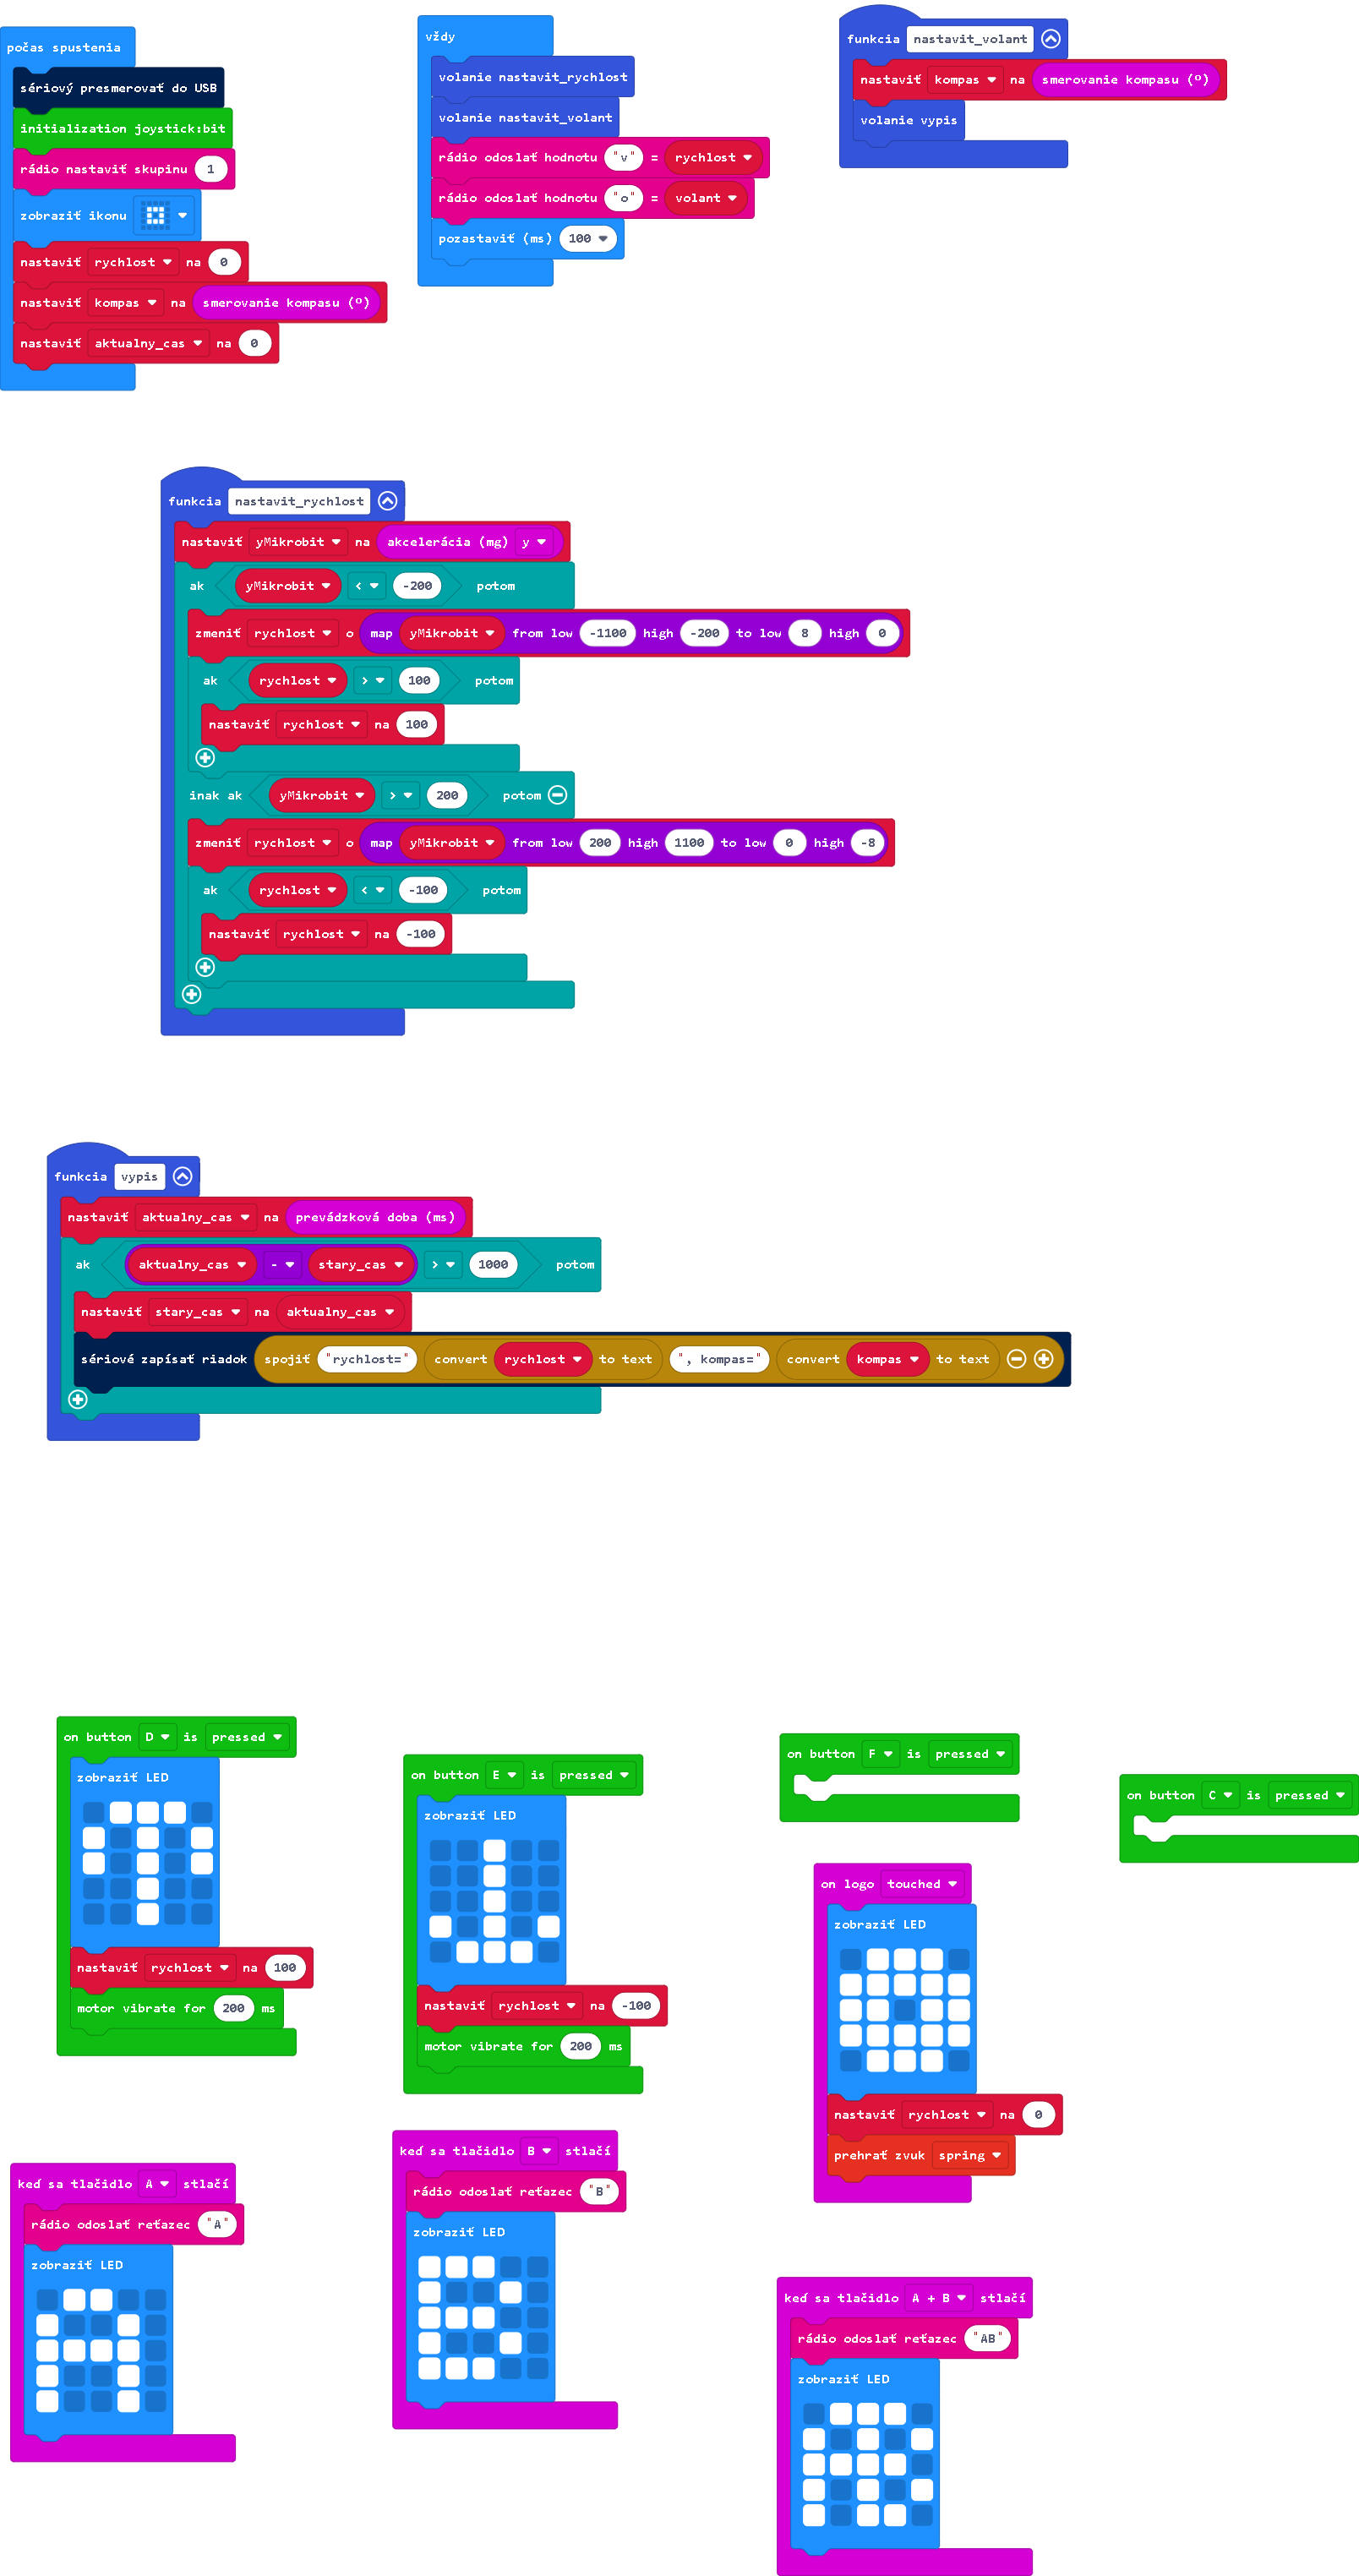 počas spustenia
sériový presmerovať do USB
initialization joystick:bit
rádio nastaviť skupinu 1
zobraziť ikonu
nastaviť rychlost na 0
nastaviť kompas na smerovanie kompasu (º)
nastaviť aktualny_cas na 0
vždy
volanie nastavit_rychlost
volanie nastavit_volant
rádio odoslať hodnotu "v" = rychlost
rádio odoslať hodnotu "o" = volant
pozastaviť (ms) 100
funkcia nastavit_volant
nastaviť kompas na smerovanie kompasu (º)
volanie vypis
funkcia nastavit_rychlost
nastaviť yMikrobit na akcelerácia (mg) y
ak yMikrobit < -200 potom
zmeniť rychlost o map yMikrobit from low -1100 high -200 to low 8 high 0
ak rychlost > 100 potom
nastaviť rychlost na 100
inak ak yMikrobit > 200 potom
zmeniť rychlost o map yMikrobit from low 200 high 1100 to low 0 high -8
ak rychlost < -100 potom
nastaviť rychlost na -100
funkcia vypis
nastaviť aktualny_cas na prevádzková doba (ms)
ak aktualny_cas - stary_cas > 1000 potom
nastaviť stary_cas na aktualny_cas
sériové zapísať riadok spojiť "rychlost=" convert rychlost to text ", kompas=" convert kompas to text
on button D is pressed
zobraziť LED
nastaviť rychlost na 100
motor vibrate for 200 ms
on button E is pressed
zobraziť LED
nastaviť rychlost na -100
motor vibrate for 200 ms
on button F is pressed
on button C is pressed
on logo touched
zobraziť LED
nastaviť rychlost na 0
prehrať zvuk spring
keď sa tlačidlo A stlačí
rádio odoslať reťazec "A"
zobraziť LED
keď sa tlačidlo B stlačí
rádio odoslať reťazec "B"
zobraziť LED
keď sa tlačidlo A + B stlačí
rádio odoslať reťazec "AB"
zobraziť LED